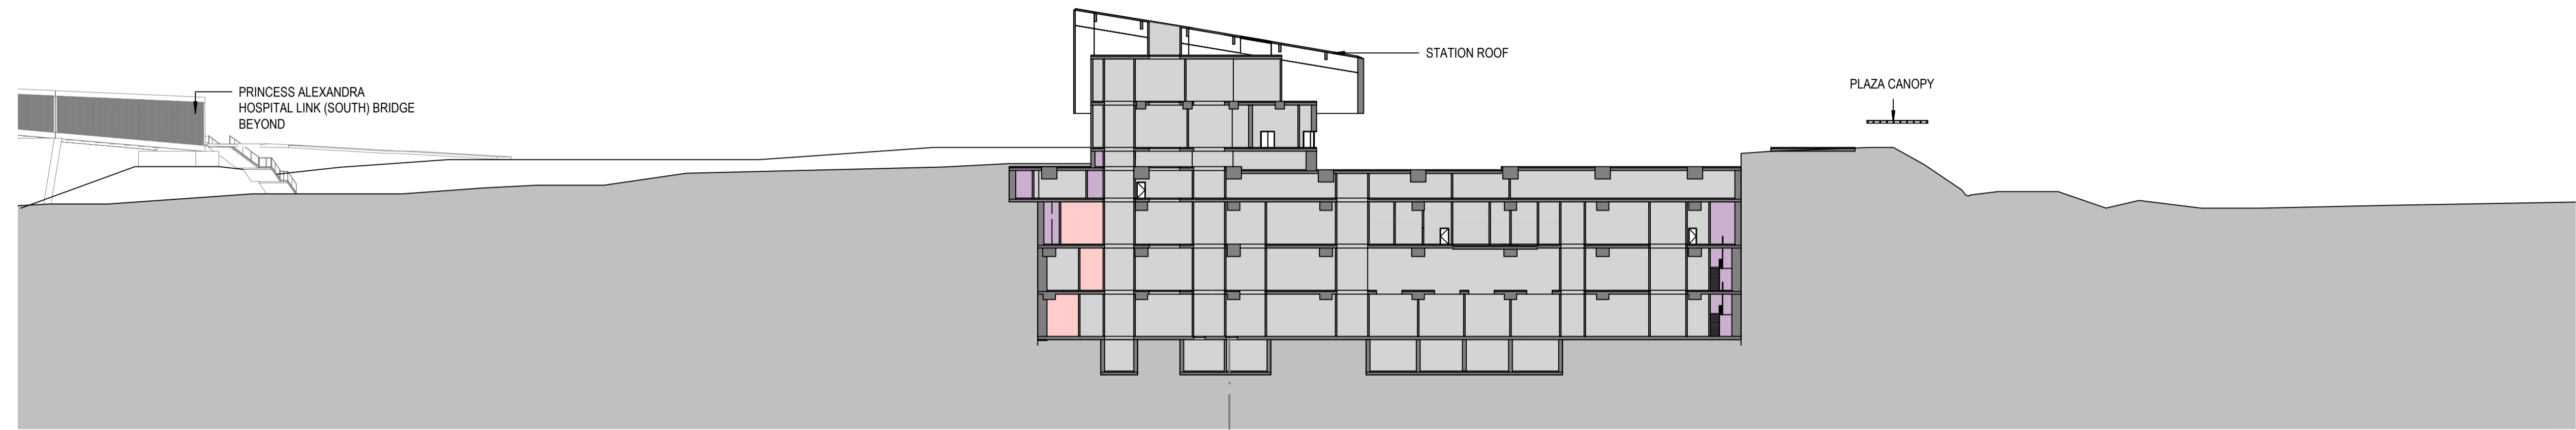 STATION ROOF
PLAZA CANOPY
PRINCESS ALEXANDRA
HOSPITAL LINK (SOUTH) BRIDGE
BEYOND